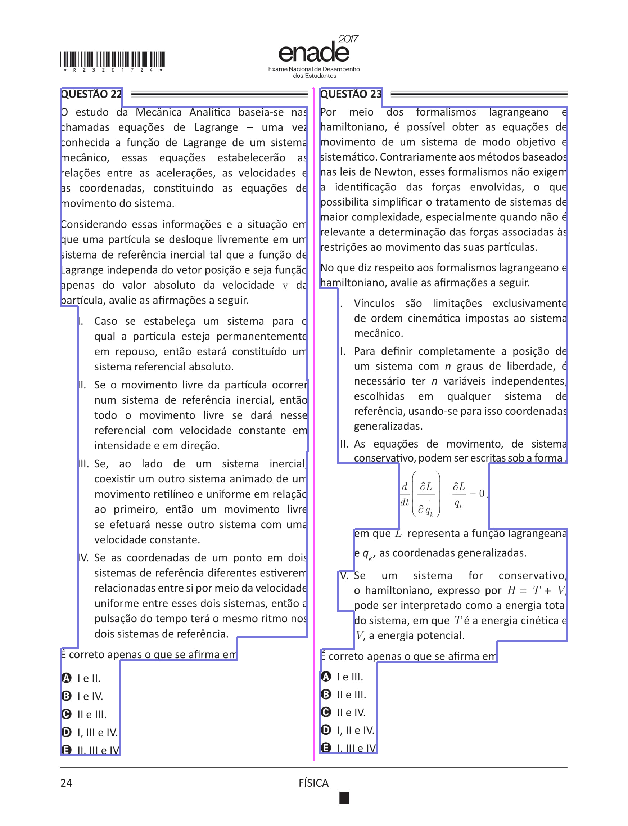 *R23201724*
enade 2017
Exame Nacional de Desempenho
dos Estudantes
QUESTÃO 22
O estudo da Mecânica Analítica baseia-se nas
chamadas equações de Lagrange – uma vez
conhecida a função de Lagrange de um sistema
mecânico, essas equações estabelecerão as
relações entre as acelerações, as velocidades e
as coordenadas, constituindo as equações de
movimento do sistema.
Considerando essas informações e a situação em
que uma partícula se desloque livremente em um
sistema de referência inercial tal que a função de
Lagrange independa do vetor posição e seja função
apenas do valor absoluto da velocidade v da
partícula, avalie as afirmações a seguir.
I. Caso se estabeleça um sistema para o
qual a partícula esteja permanentemente
em repouso, então estará constituído um
sistema referencial absoluto.
II. Se o movimento livre da partícula ocorrer
num sistema de referência inercial, então
todo o movimento livre se dará nesse
referencial com velocidade constante em
intensidade e em direção.
III. Se, ao lado de um sistema inercial,
coexistir um outro sistema animado de um
movimento retilíneo e uniforme em relação
ao primeiro, então um movimento livre
se efetuará nesse outro sistema com uma
velocidade constante.
IV. Se as coordenadas de um ponto em dois
sistemas de referência diferentes estiverem
relacionadas entre si por meio da velocidade
uniforme entre esses dois sistemas, então a
pulsação do tempo terá o mesmo ritmo nos
dois sistemas de referência.
É correto apenas o que se afirma em
A I e II.
B I e IV.
C II e III.
D I, III e IV.
E II, III e IV
QUESTÃO 23
Por meio dos formalismos lagrangeano e
hamiltoniano, é possível obter as equações de
movimento de um sistema de modo objetivo e
sistemático. Contrariamente aos métodos baseados
nas leis de Newton, esses formalismos não exigem
a identificação das forças envolvidas, o que
possibilita simplificar o tratamento de sistemas de
maior complexidade, especialmente quando não é
relevante a determinação das forças associadas às
restrições ao movimento das suas partículas.
No que diz respeito aos formalismos lagrangeano e
hamiltoniano, avalie as afirmações a seguir.
I. Vínculos são limitações exclusivamente
de ordem cinemática impostas ao sistema
mecânico.
II. Para definir completamente a posição de
um sistema com n graus de liberdade, é
necessário ter n variáveis independentes,
escolhidas em qualquer sistema de
referência, usando-se para isso coordenadas
generalizadas.
III. As equações de movimento, de sistema
conservativo, podem ser escritas sob a forma
d/dt (∂L/∂q̇ₖ) − ∂L/qₖ = 0,
em que L representa a função lagrangeana
e qₖ, as coordenadas generalizadas.
IV. Se um sistema for conservativo,
o hamiltoniano, expresso por H = T + V,
pode ser interpretado como a energia total
do sistema, em que T é a energia cinética e
V, a energia potencial.
É correto apenas o que se afirma em
A I e III.
B II e III.
C II e IV.
D I, II e IV.
E I, III e IV
24
FÍSICA